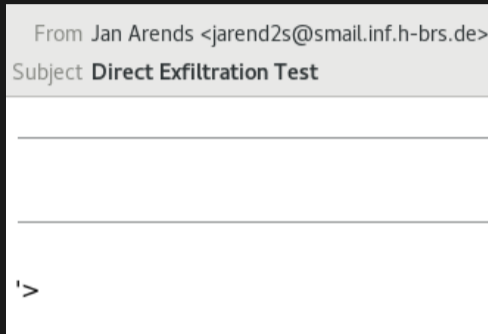 From Jan Arends <jarend2s@smail.inf.h-brs.de>
Subject Direct Exfiltration Test
'>